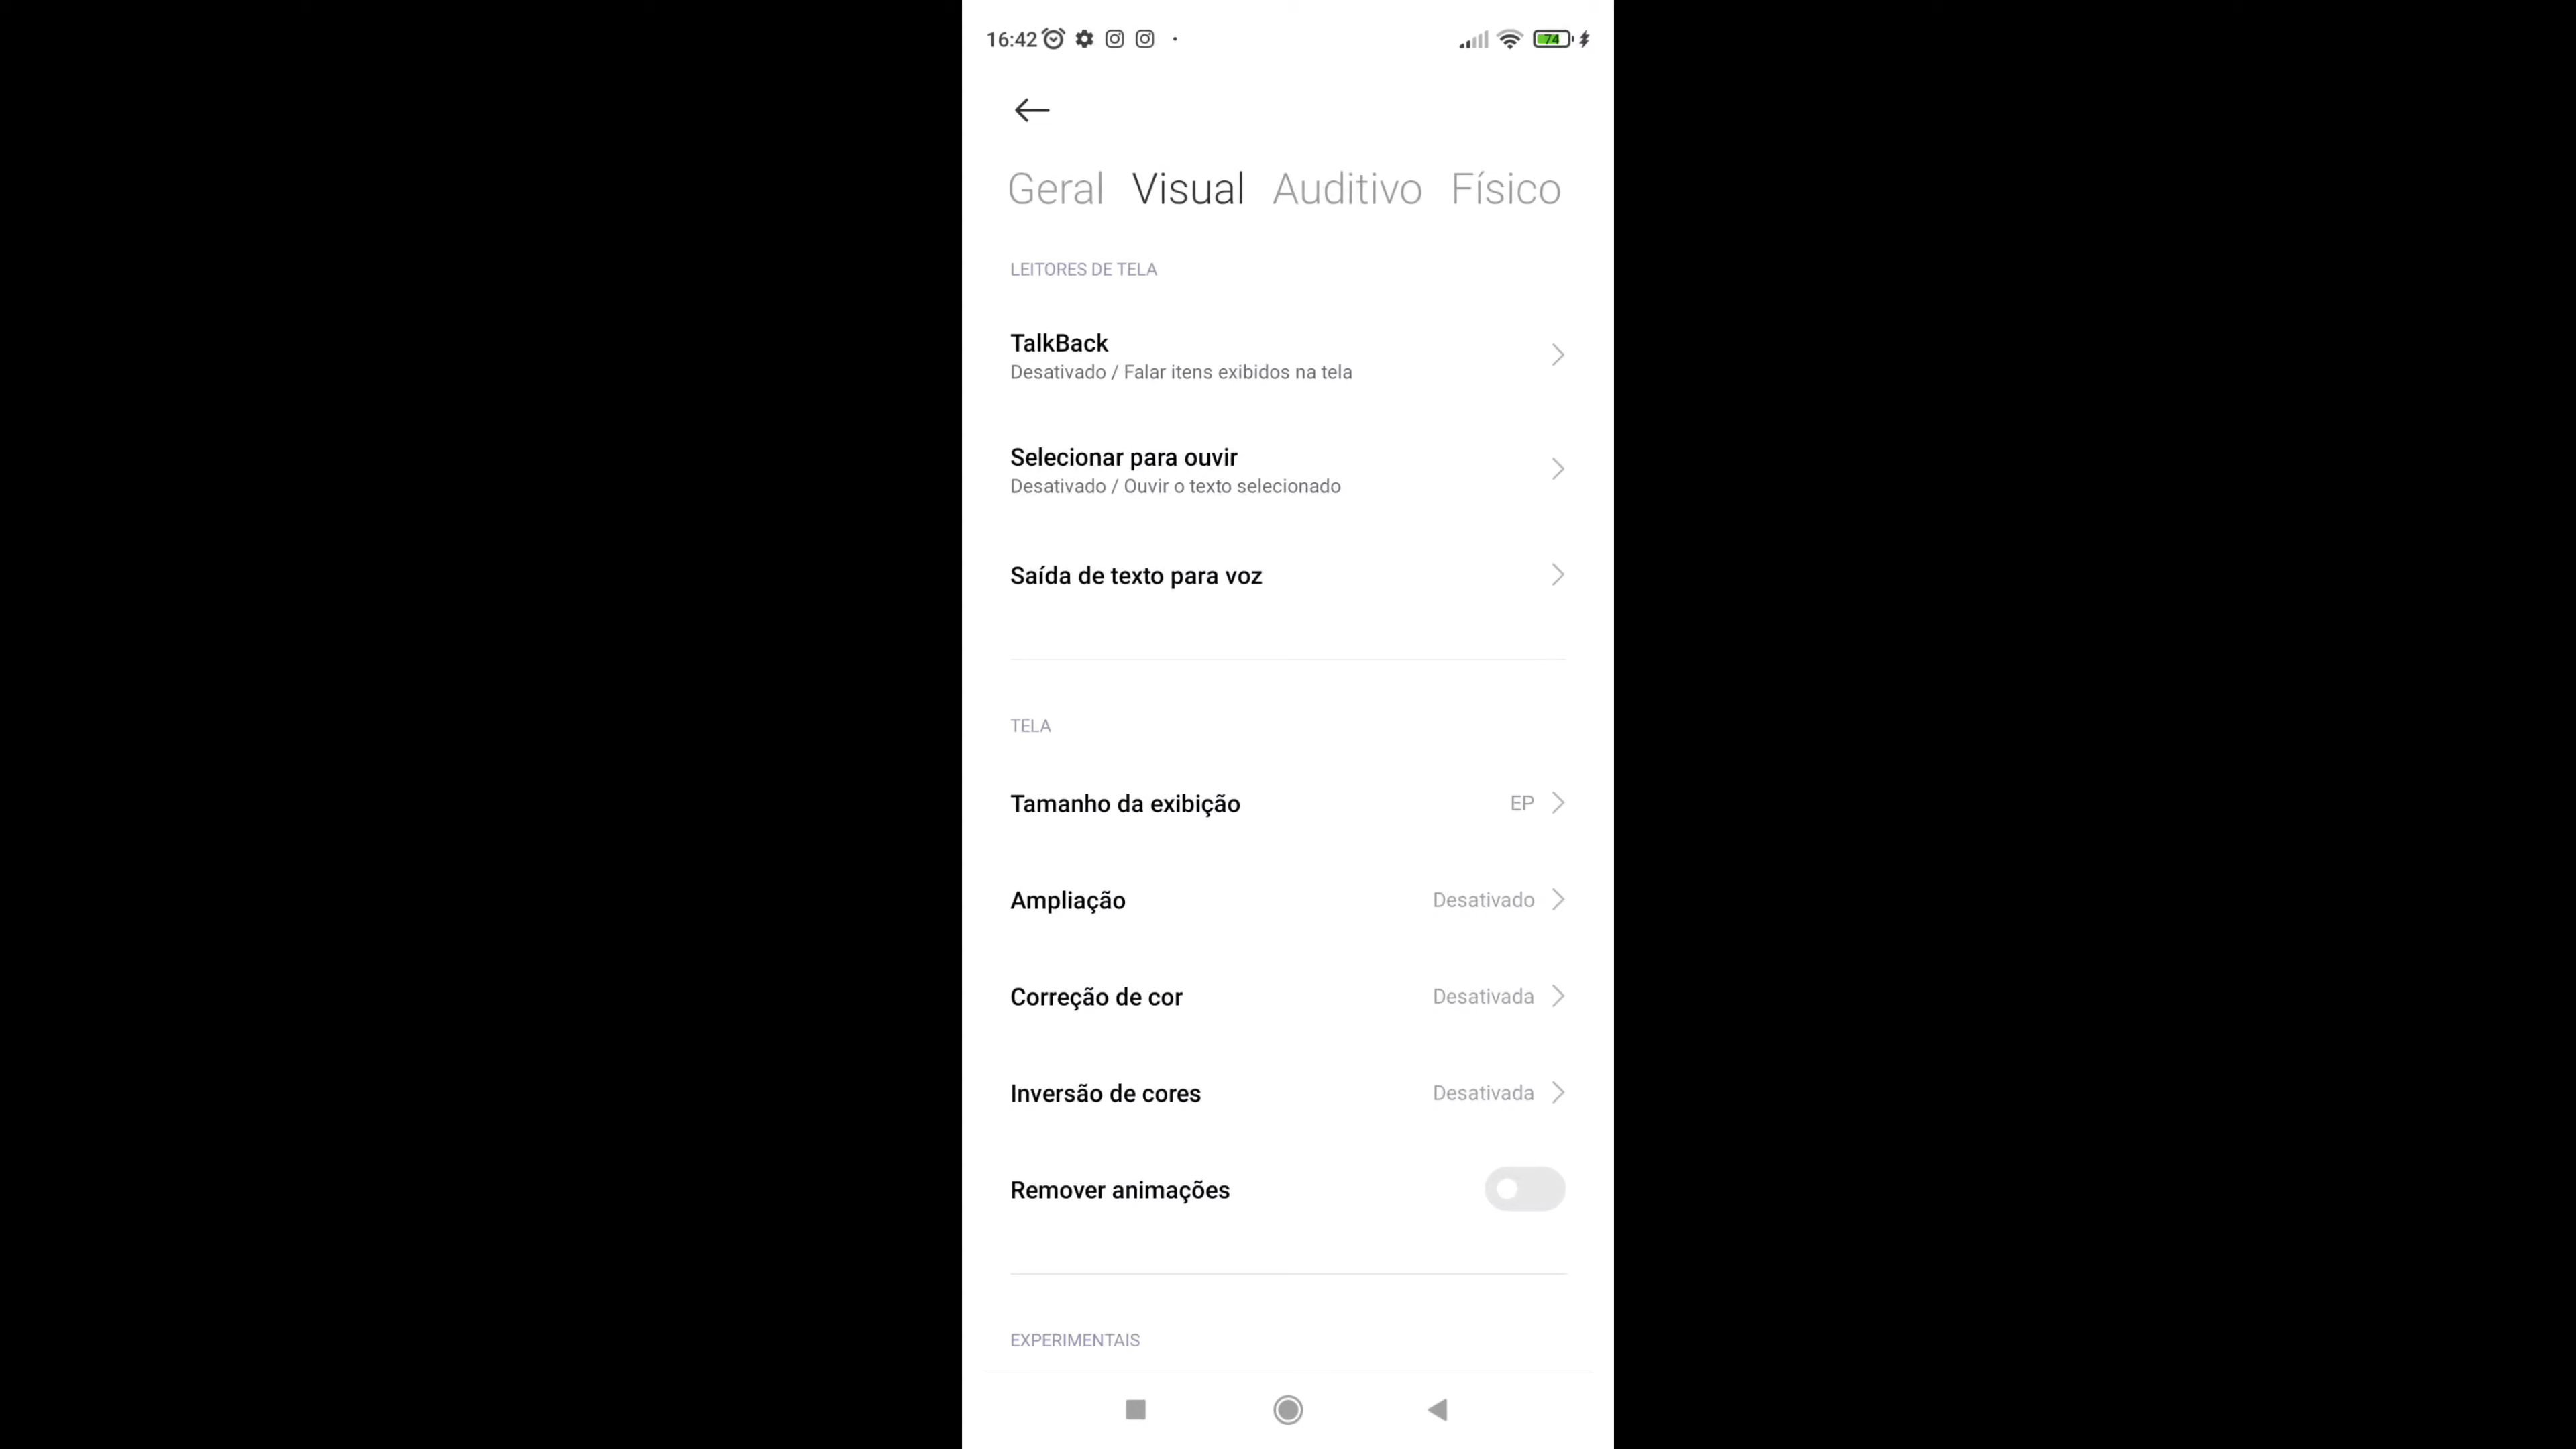 16:42
74
Geral Visual Auditivo Físico
LEITORES DE TELA
TalkBack
Desativado / Falar itens exibidos na tela
Selecionar para ouvir
Desativado / Ouvir o texto selecionado
Saída de texto para voz
TELA
Tamanho da exibição EP
Ampliação Desativado
Correção de cor Desativada
Inversão de cores Desativada
Remover animações
EXPERIMENTAIS